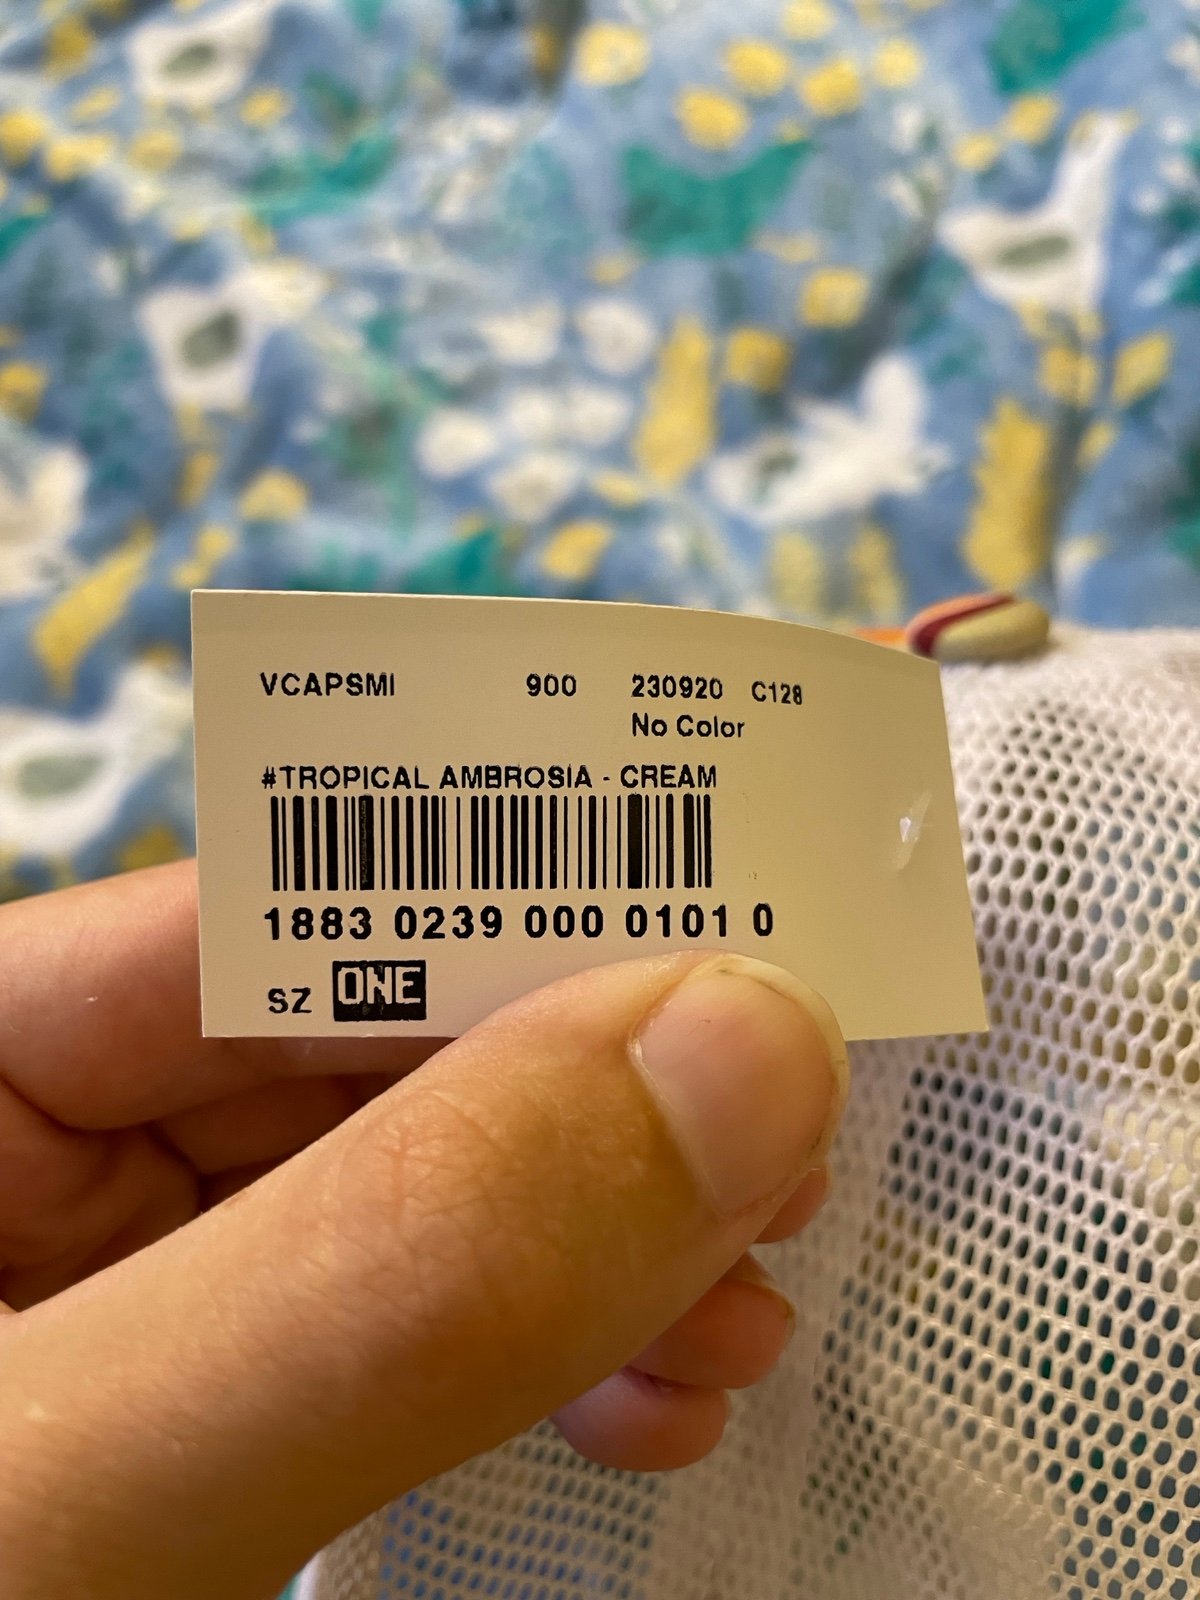 VCAPSMI 900 230920 C128
No Color
#TROPICAL AMBROSIA - CREAM
1883 0239 000 0101 0
SZ ONE